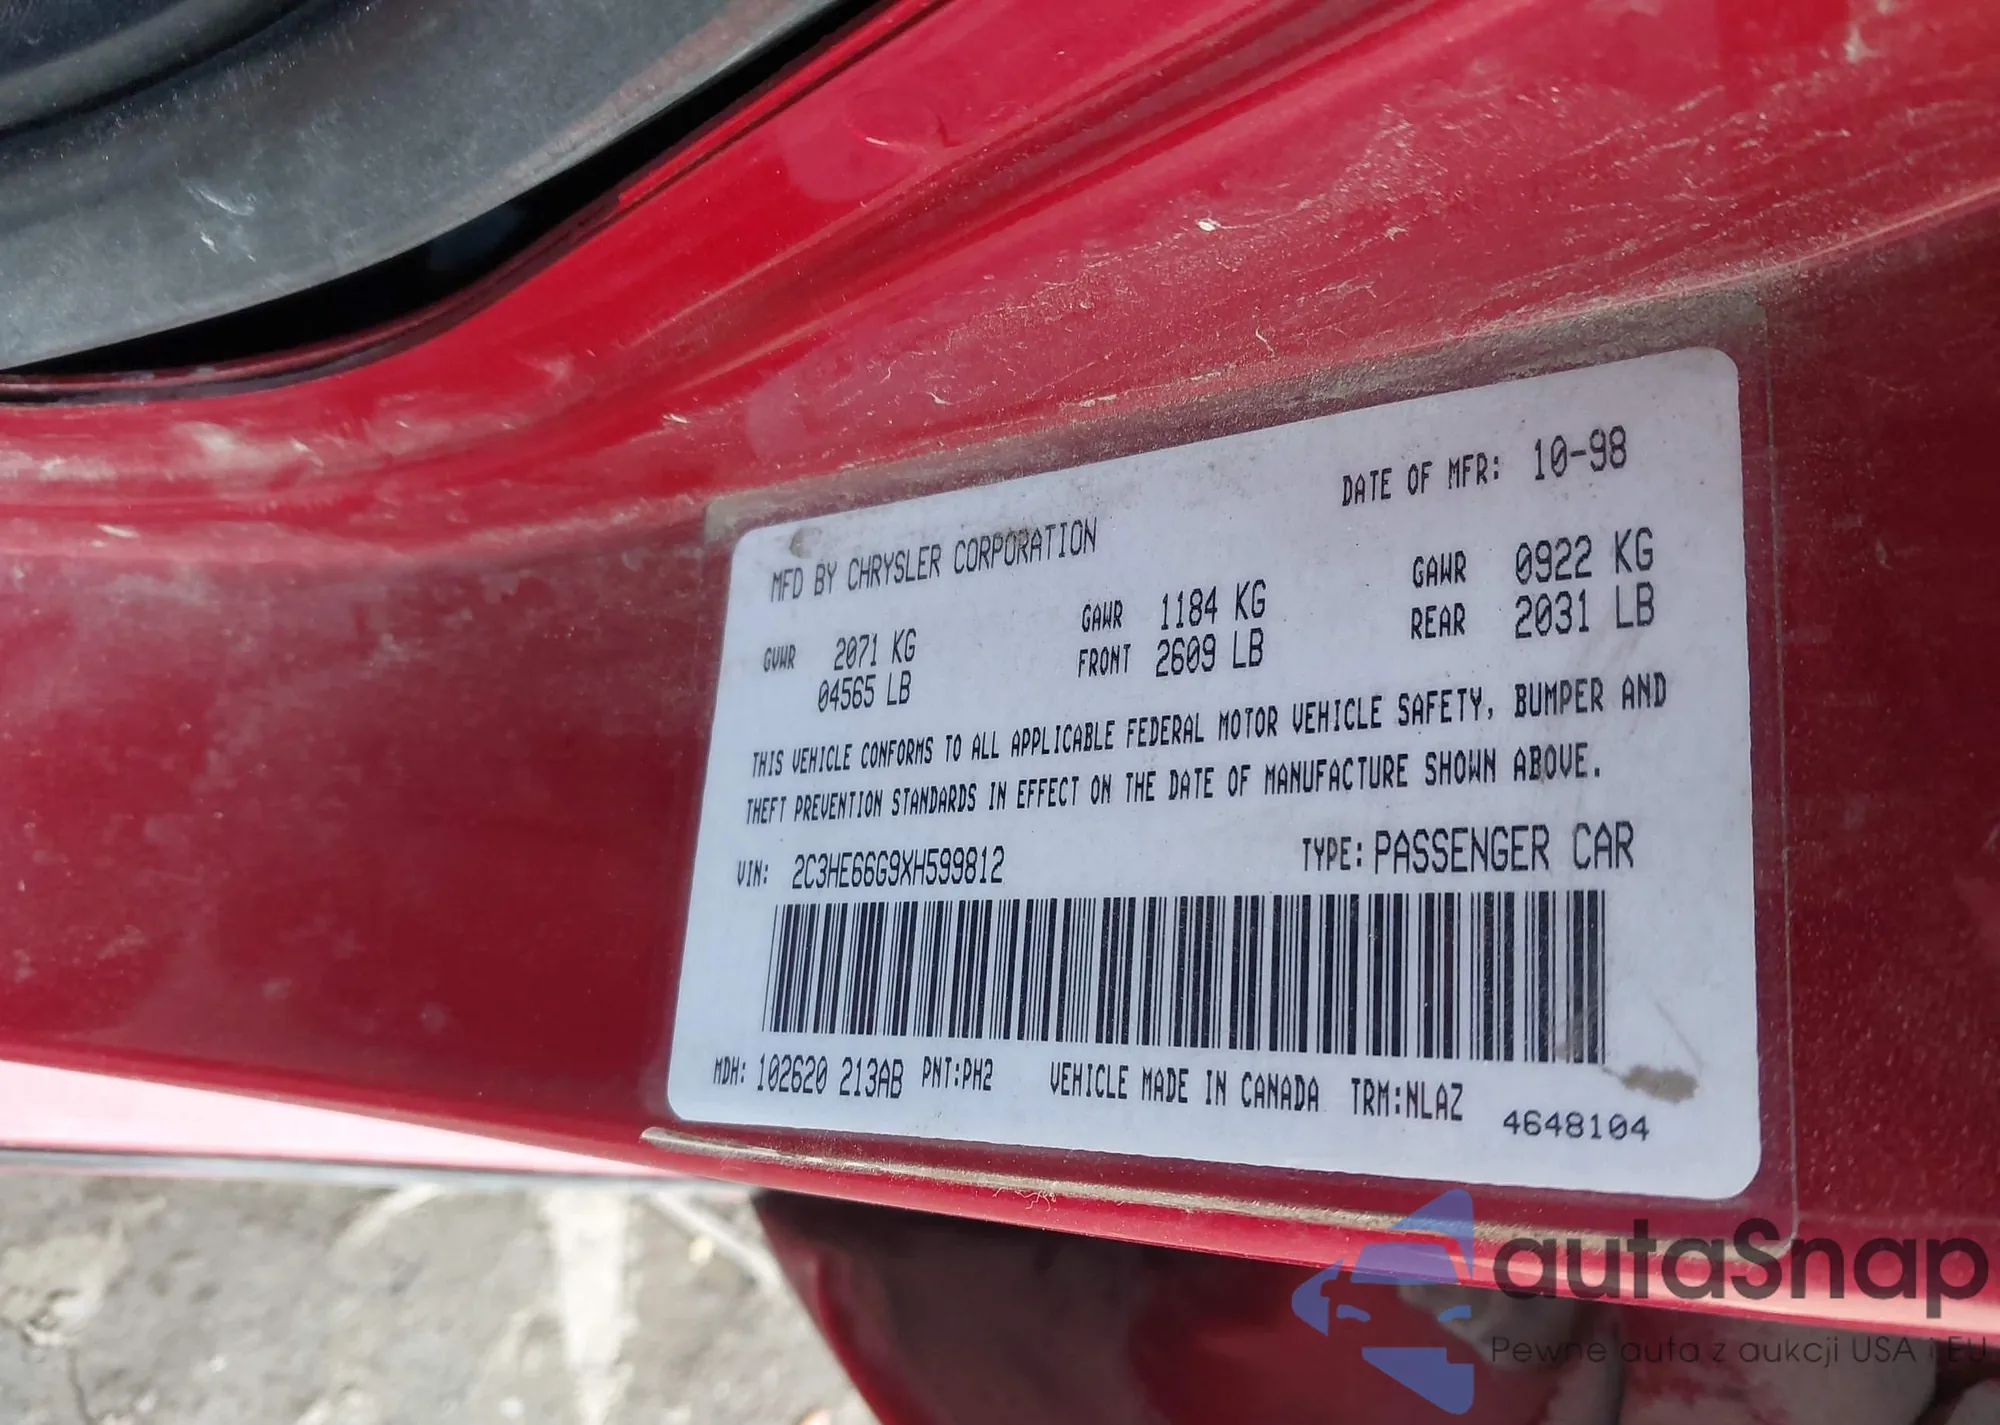 DATE OF MFR: 10-98
MFD BY CHRYSLER CORPORATION
GVWR 2071 KG GAWR 1184 KG GAWR 0922 KG
04565 LB FRONT 2609 LB REAR 2031 LB
THIS VEHICLE CONFORMS TO ALL APPLICABLE FEDERAL MOTOR VEHICLE SAFETY, BUMPER AND
THEFT PREVENTION STANDARDS IN EFFECT ON THE DATE OF MANUFACTURE SHOWN ABOVE.
VIN: 2C3HE66G9XH599812 TYPE: PASSENGER CAR
MDH: 102620 213AB PNT:PH2 VEHICLE MADE IN CANADA TRM:NLAZ
4648104
autaSnap
Pewne auta z aukcji USA i EU